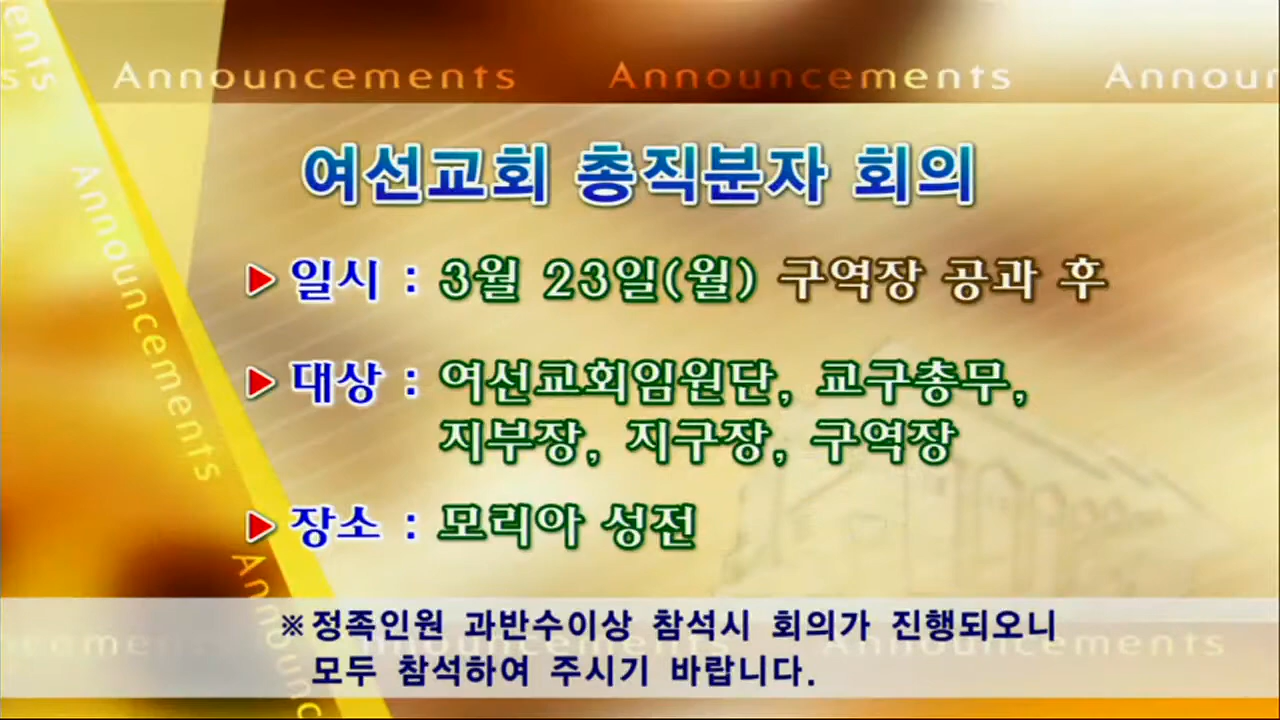 Announcements Announcements Announ
여선교회 총직분자 회의
▶ 일시 : 3월 23일(월) 구역장 공과 후
▶ 대상 : 여선교회임원단, 교구총무,
지부장, 지구장, 구역장
▶ 장소 : 모리아 성전
※정족인원 과반수이상 참석시 회의가 진행되오니
모두 참석하여 주시기 바랍니다.
Announcements